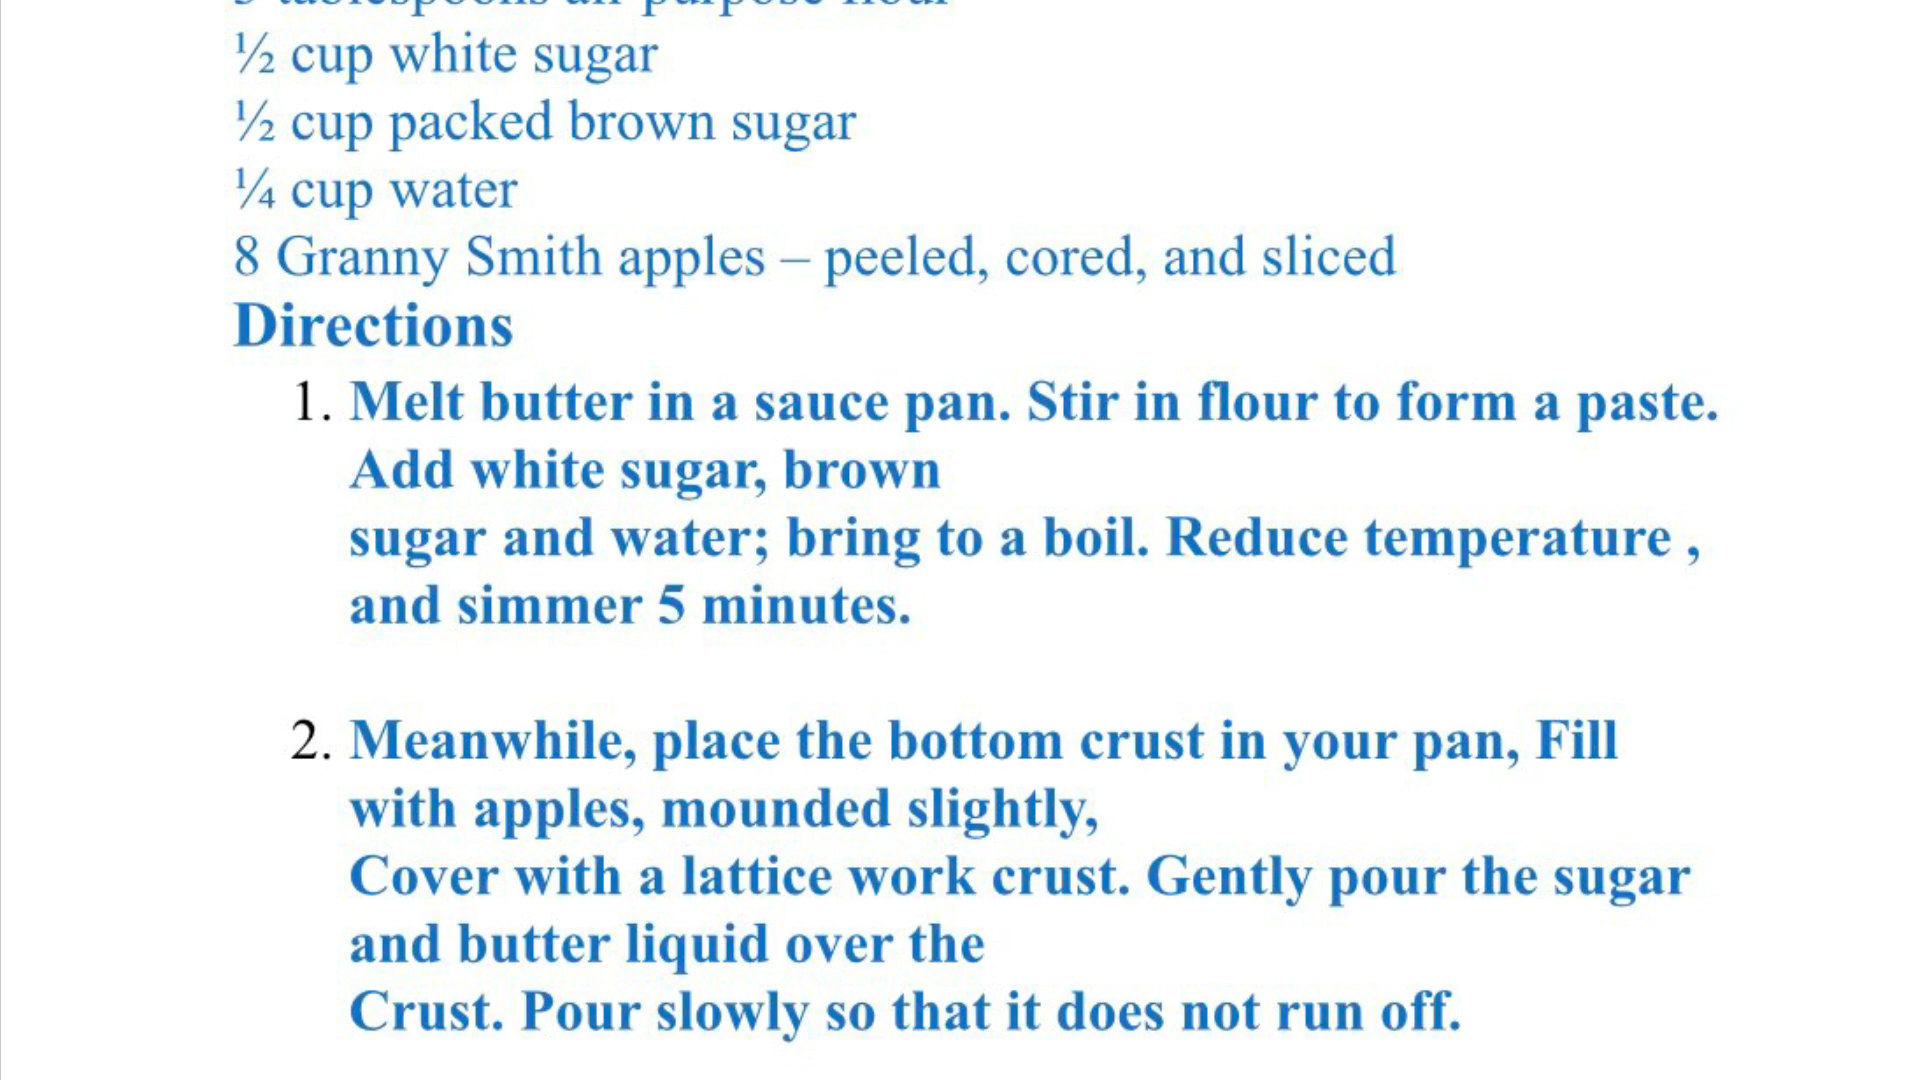 tablespoons all-purpose flour
½ cup white sugar
½ cup packed brown sugar
¼ cup water
8 Granny Smith apples – peeled, cored, and sliced
Directions
1. Melt butter in a sauce pan. Stir in flour to form a paste.
Add white sugar, brown
sugar and water; bring to a boil. Reduce temperature ,
and simmer 5 minutes.
2. Meanwhile, place the bottom crust in your pan, Fill
with apples, mounded slightly,
Cover with a lattice work crust. Gently pour the sugar
and butter liquid over the
Crust. Pour slowly so that it does not run off.